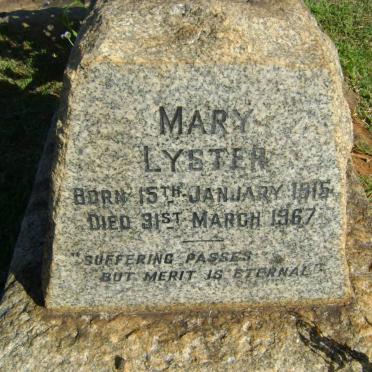 MARY
LYSTER
BORN 15TH JANUARY 1915
DIED 31ST MARCH 1967
"SUFFERING PASSES
BUT MERIT IS ETERNAL"